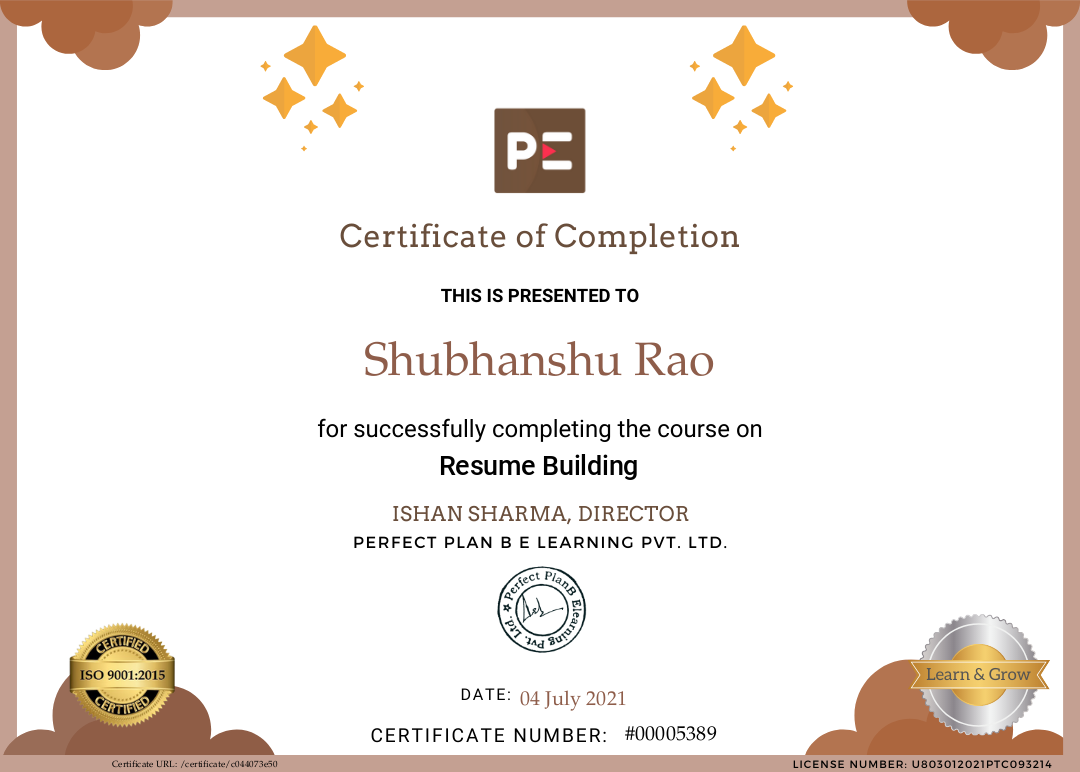 PE
Certificate of Completion
THIS IS PRESENTED TO
Shubhanshu Rao
for successfully completing the course on
Resume Building
ISHAN SHARMA, DIRECTOR
PERFECT PLAN B E LEARNING PVT. LTD.
Perfect PlanB Elearning Pvt. Ltd.
CERTIFIED
ISO 9001:2015
CERTIFIED
Learn & Grow
DATE: 04 July 2021
CERTIFICATE NUMBER: #00005389
Certificate URL: /certificate/c044073e50
LICENSE NUMBER: U803012021PTC093214